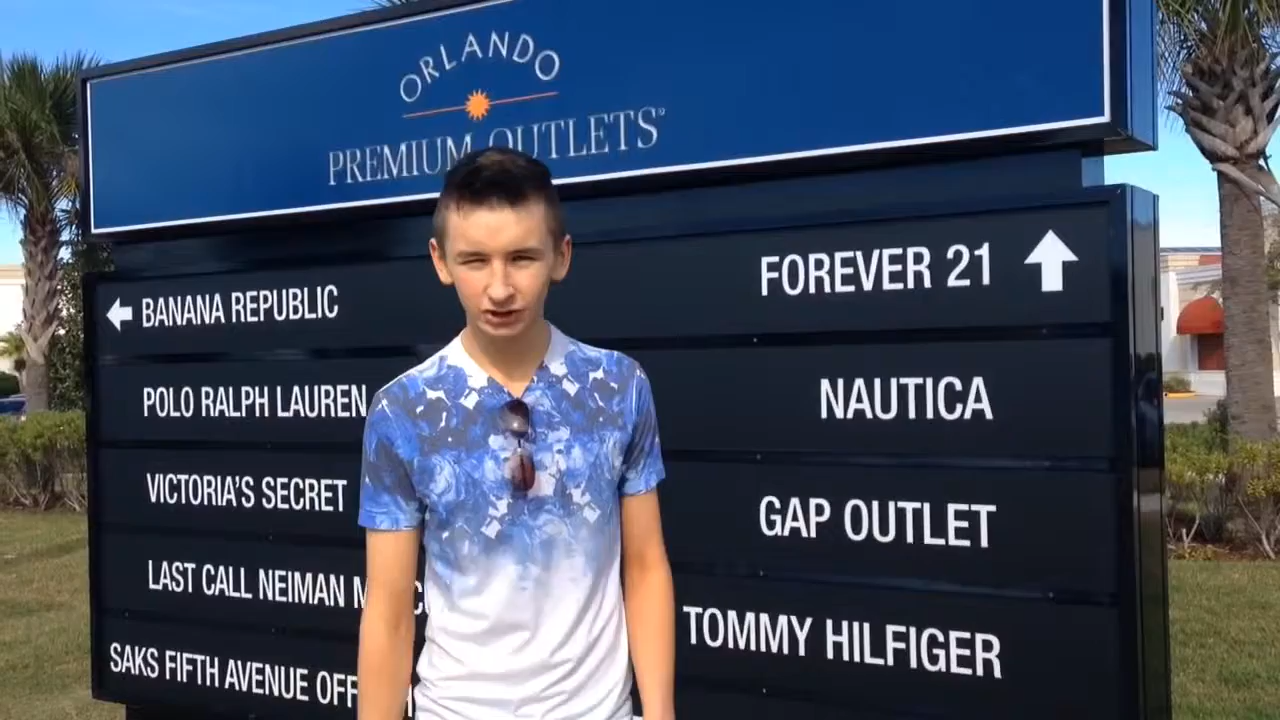 ORLANDO
PREMIUM OUTLETS
BANANA REPUBLIC
POLO RALPH LAUREN
VICTORIA'S SECRET
LAST CALL NEIMAN
SAKS FIFTH AVENUE
FOREVER 21
NAUTICA
GAP OUTLET
TOMMY HILFIGER